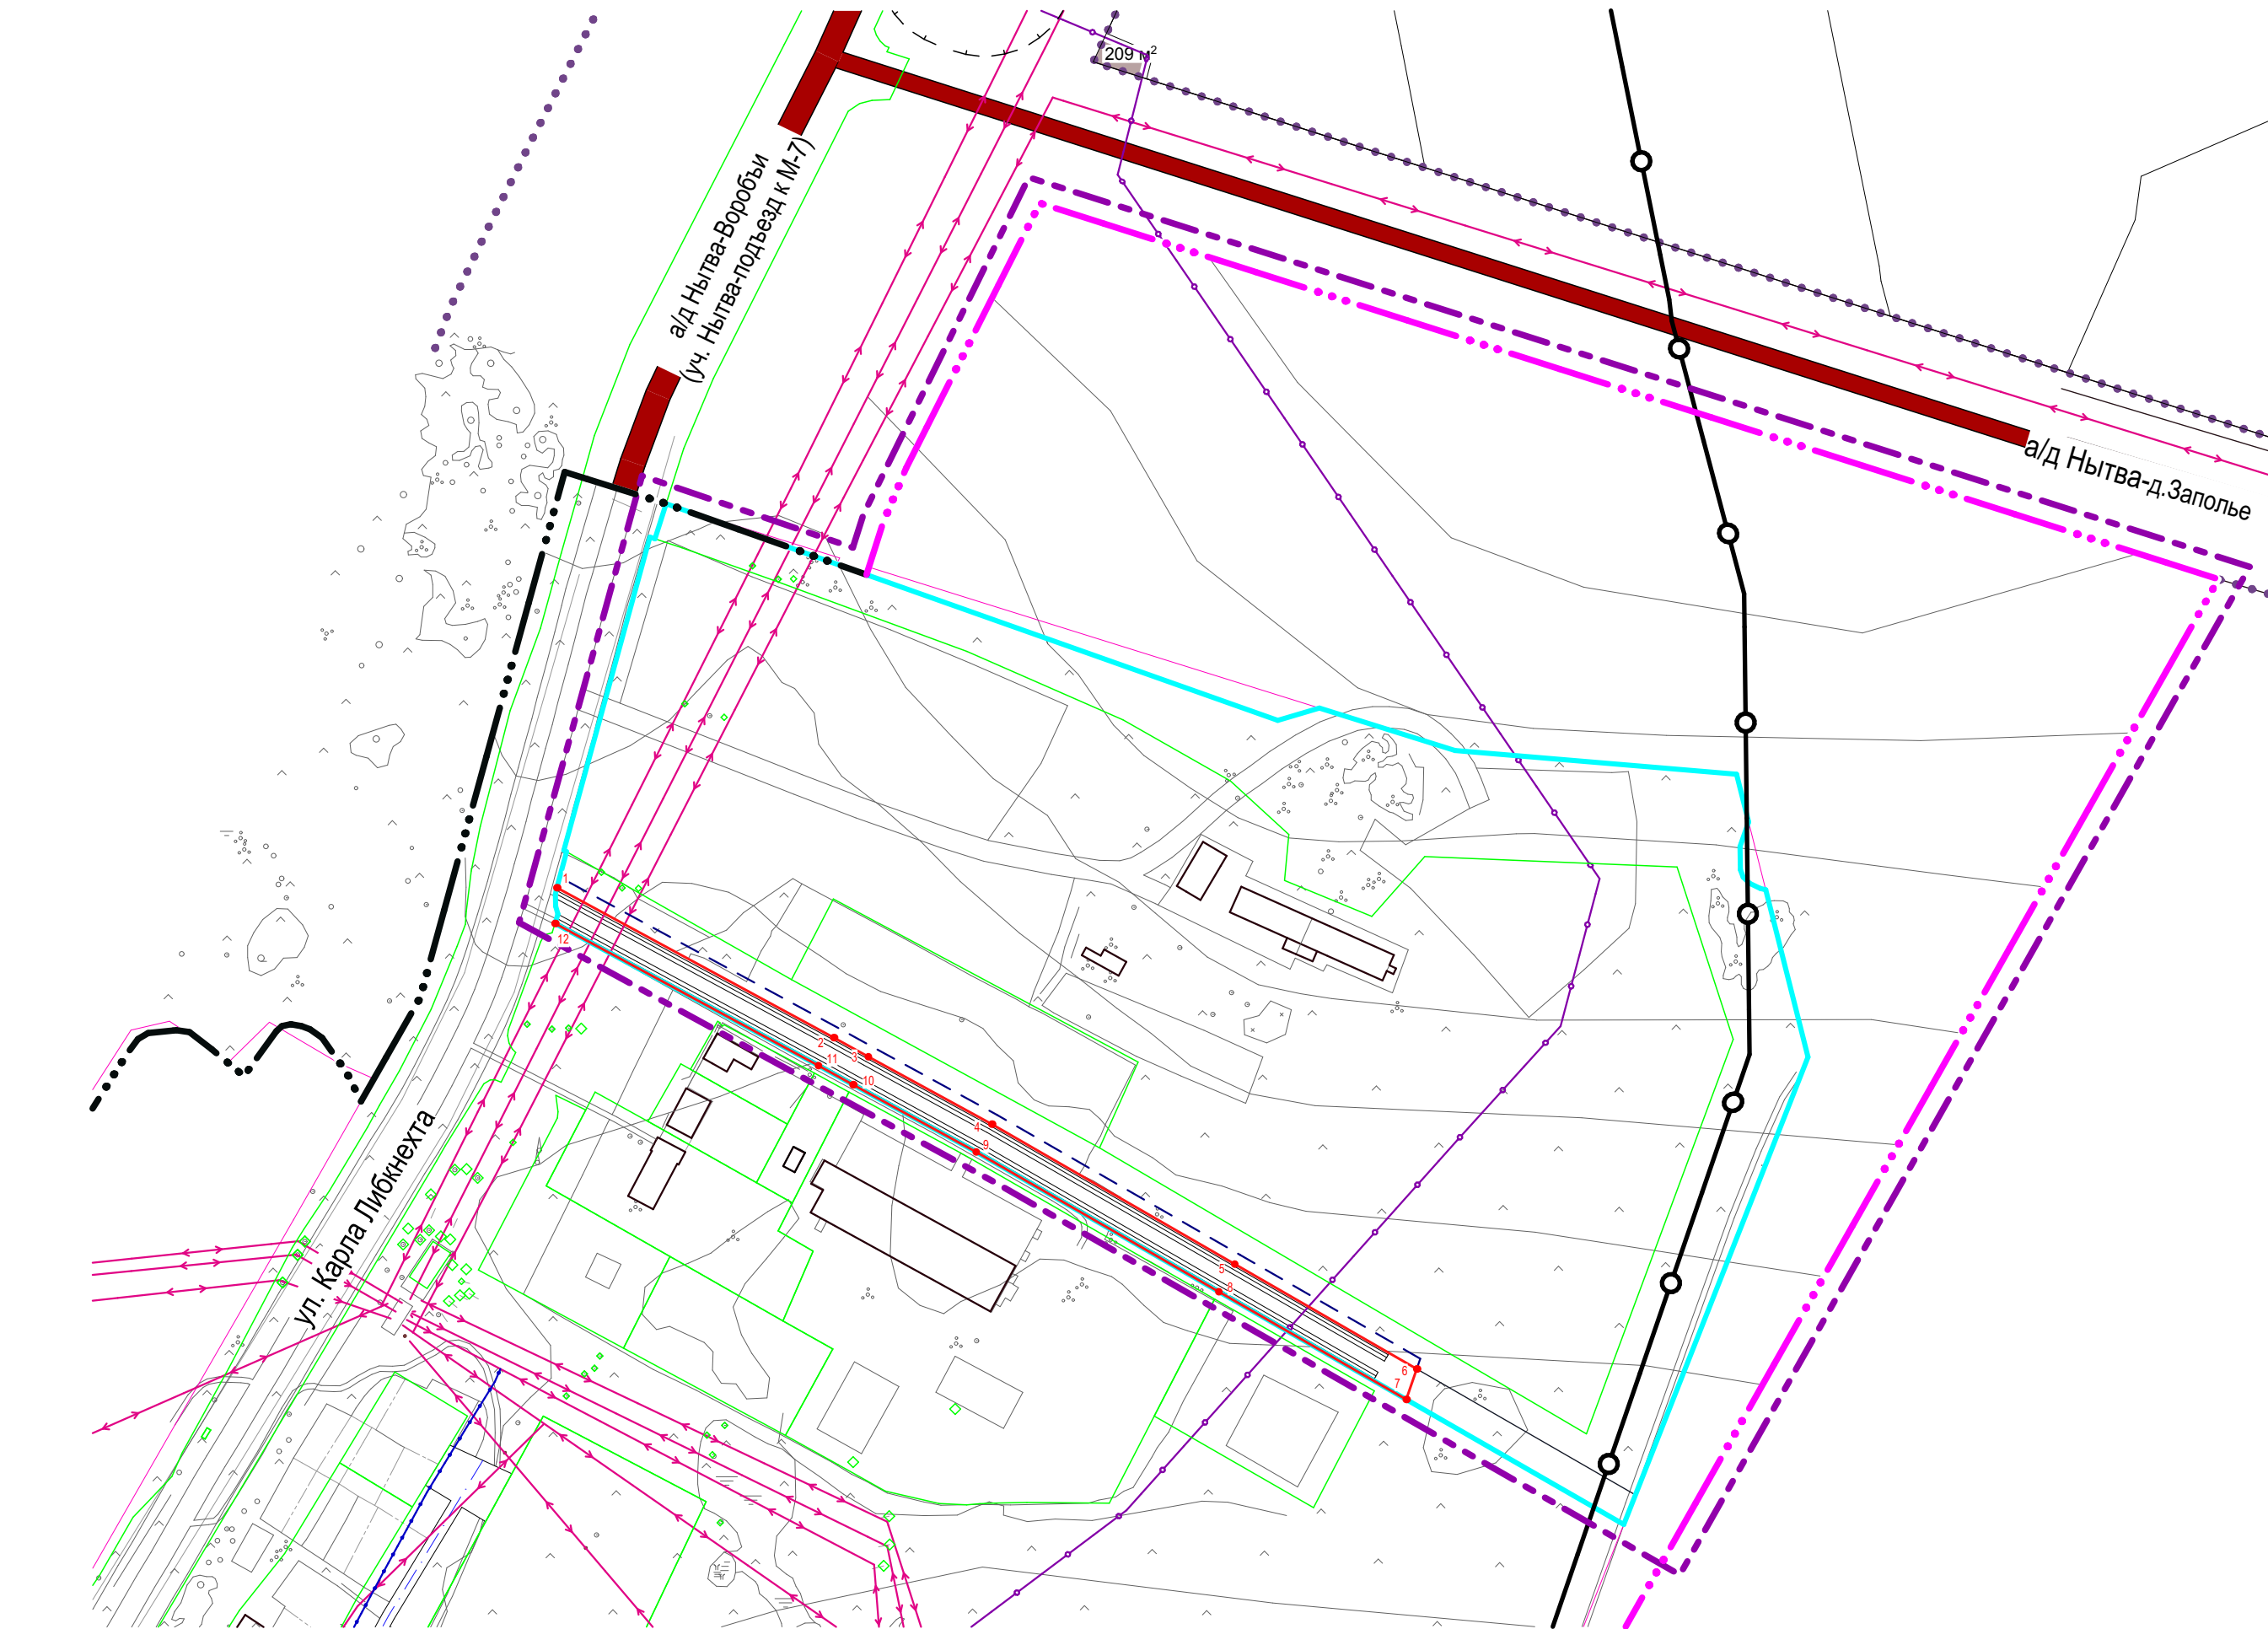 209 м²
а/д Нытва-Воробьи
(уч. Нытва-подъезд к М-7)
а/д Нытва-д.Заполье
1
12
2
3
11
10
4
9
5
8
6
7
ул. Карла Либкнехта